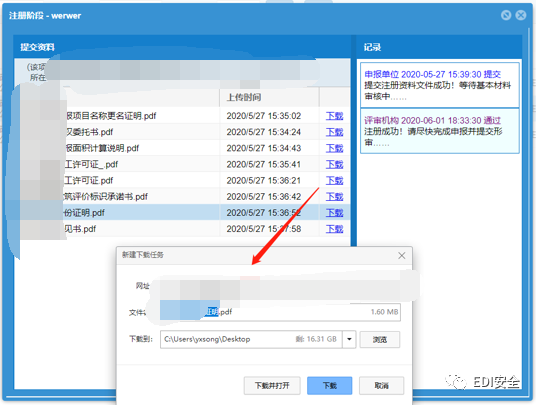 注册阶段 - werwer
提交资料
（该项
所在
上传时间
报项目名称更名证明.pdf 2020/5/27 15:35:02 下载
叉委托书.pdf 2020/5/27 15:34:24 下载
报面积计算说明.pdf 2020/5/27 15:34:43 下载
工许可证_.pdf 2020/5/27 15:35:41 下载
工许可证.pdf 2020/5/27 15:36:21 下载
筑评价标识承诺书.pdf 2020/5/27 15:36:42 下载
份证明.pdf 2020/5/27 15:36:52 下载
见书.pdf 2020/5/27 15:37:58 下载
记录
申报单位 2020-05-27 15:39:30 提交
提交注册资料文件成功！等待基本材料
审核中……
评审机构 2020-06-01 18:33:30 通过
注册成功！请尽快完成申报并提交形
审……
新建下载任务
网址
文件
证明.pdf 1.60 MB
下载到： C:\Users\yxsong\Desktop 剩: 16.31 GB 浏览
下载并打开 下载 取消
EDI安全